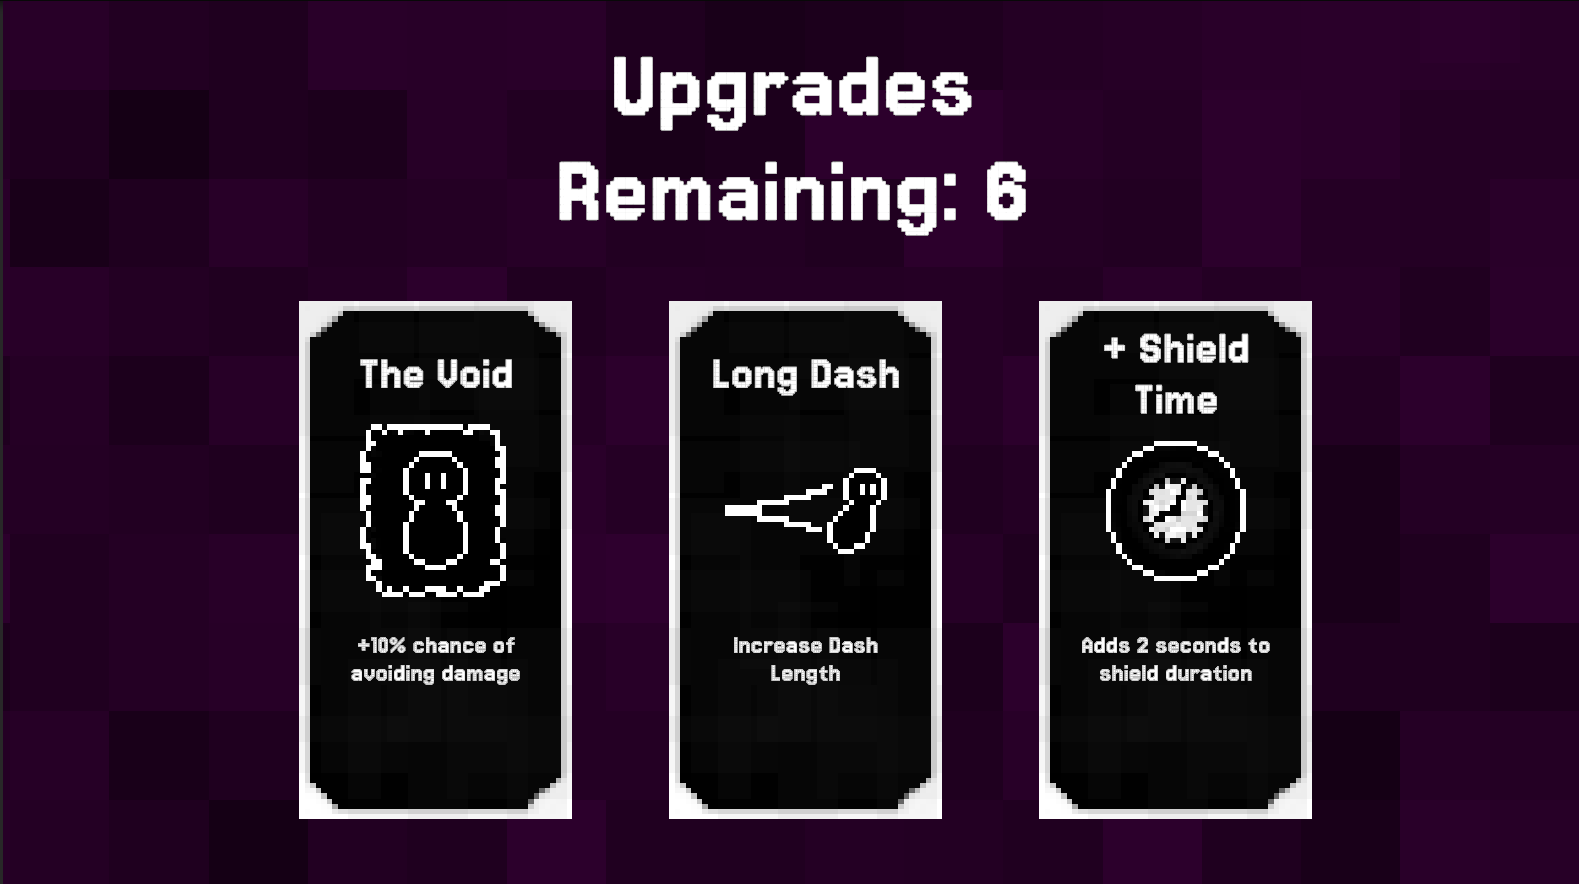 Upgrades
Remaining: 6
The Void
+10% chance of
avoiding damage
Long Dash
Increase Dash
Length
+ Shield
Time
Adds 2 seconds to
shield duration